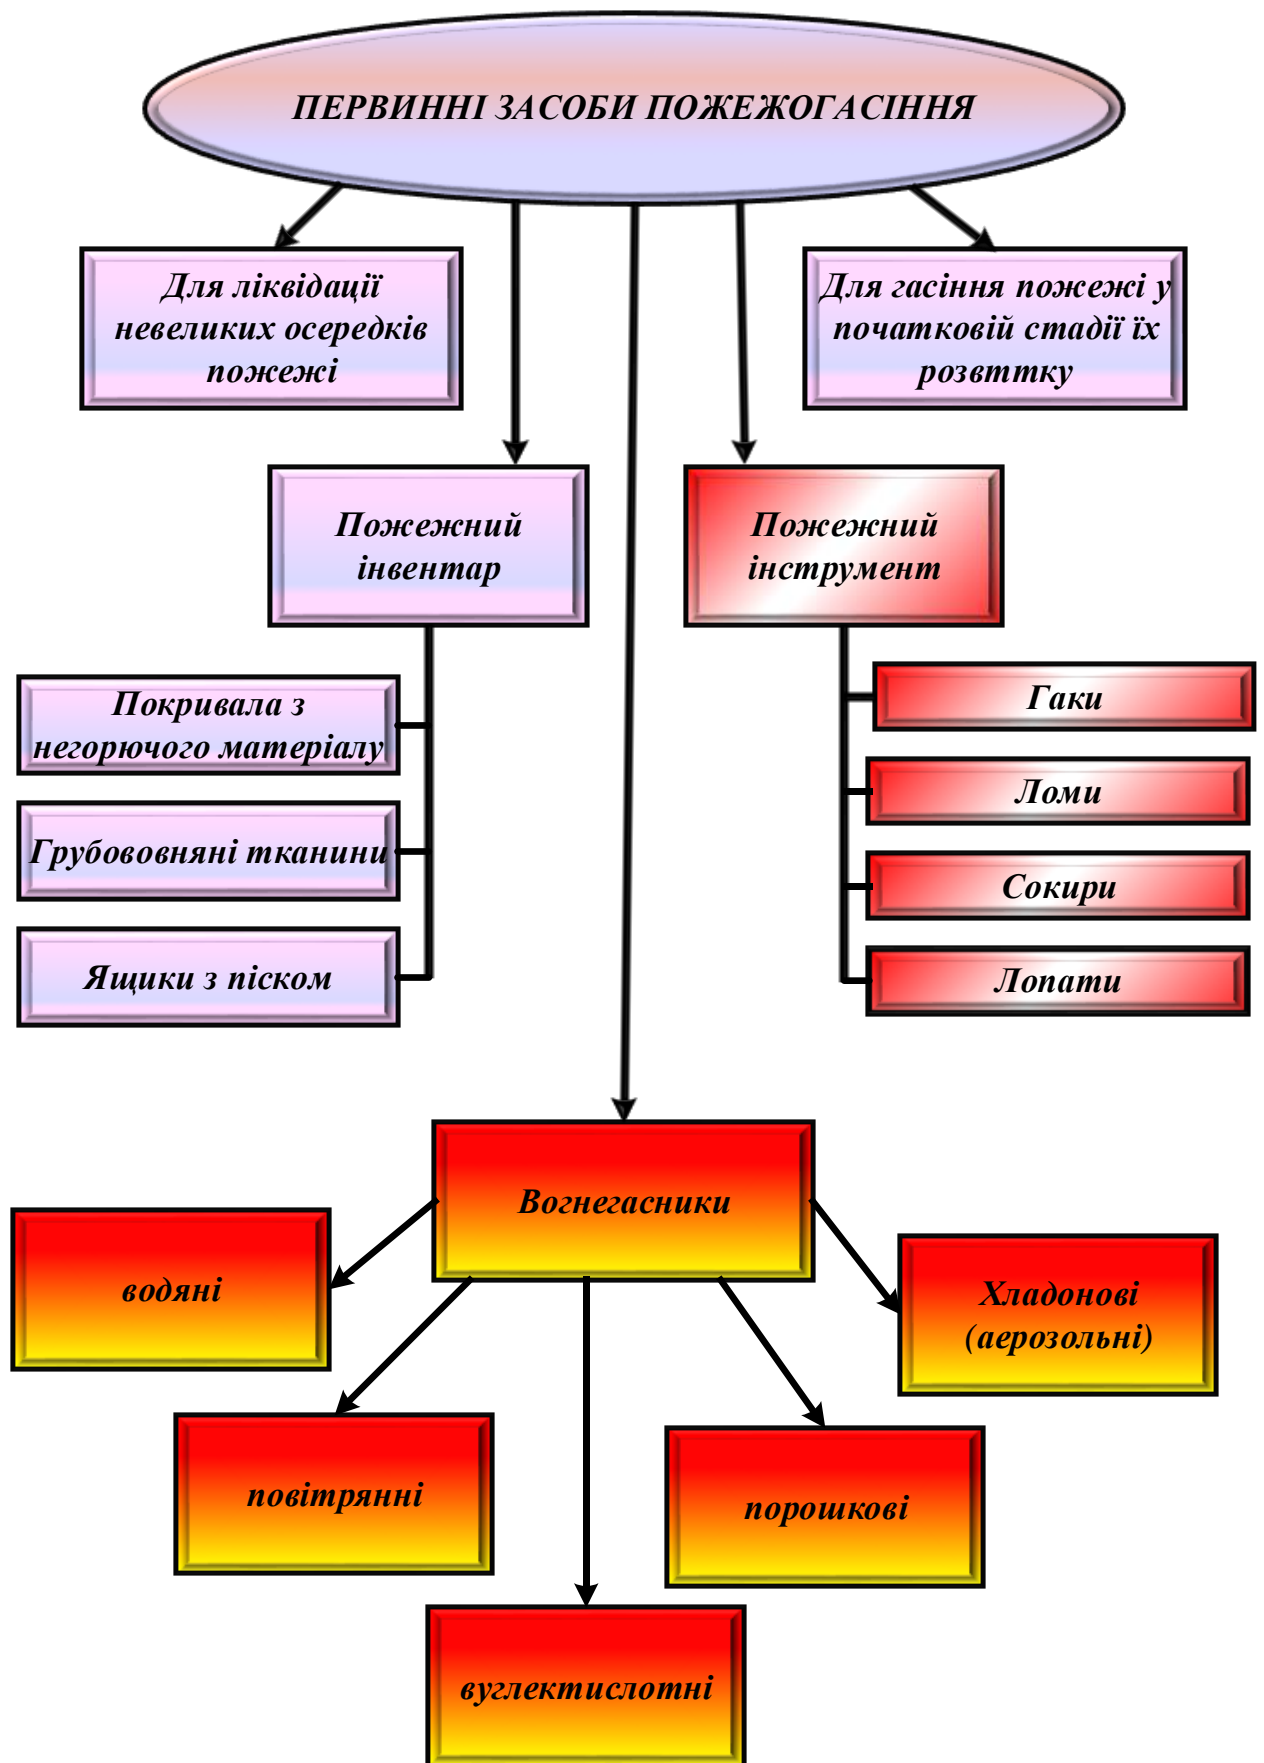 ПЕРВИННІ ЗАСОБИ ПОЖЕЖОГАСІННЯ
Для ліквідації
невеликих осередків
пожежі
Для гасіння пожежі у
початковій стадії їх
розвттку
Пожежний
інвентар
Пожежний
інструмент
Покривала з
негорючого матеріалу
Грубововняні тканини
Ящики з піском
Гаки
Ломи
Сокири
Лопати
Вогнегасники
водяні
Хладонові
(аерозольні)
повітрянні
порошкові
вуглектислотні